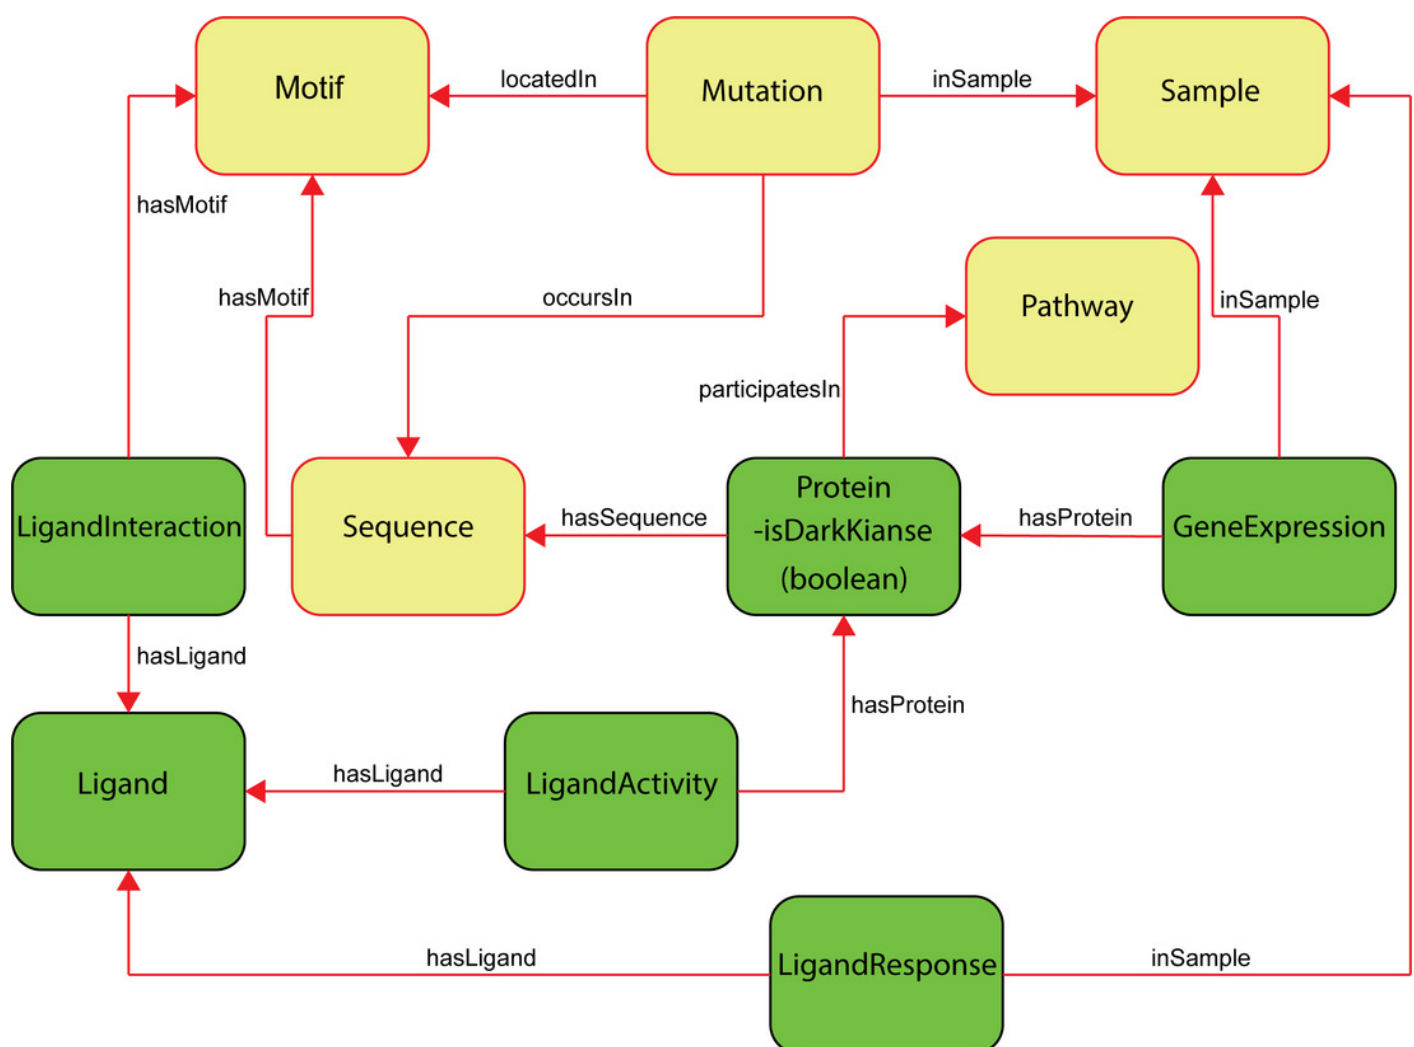 Motif
locatedIn
Mutation
inSample
Sample
hasMotif
hasMotif
occursIn
Pathway
inSample
participatesIn
LigandInteraction
Sequence
hasSequence
Protein
-isDarkKianse
(boolean)
hasProtein
GeneExpression
hasLigand
hasProtein
Ligand
hasLigand
LigandActivity
hasLigand
LigandResponse
inSample